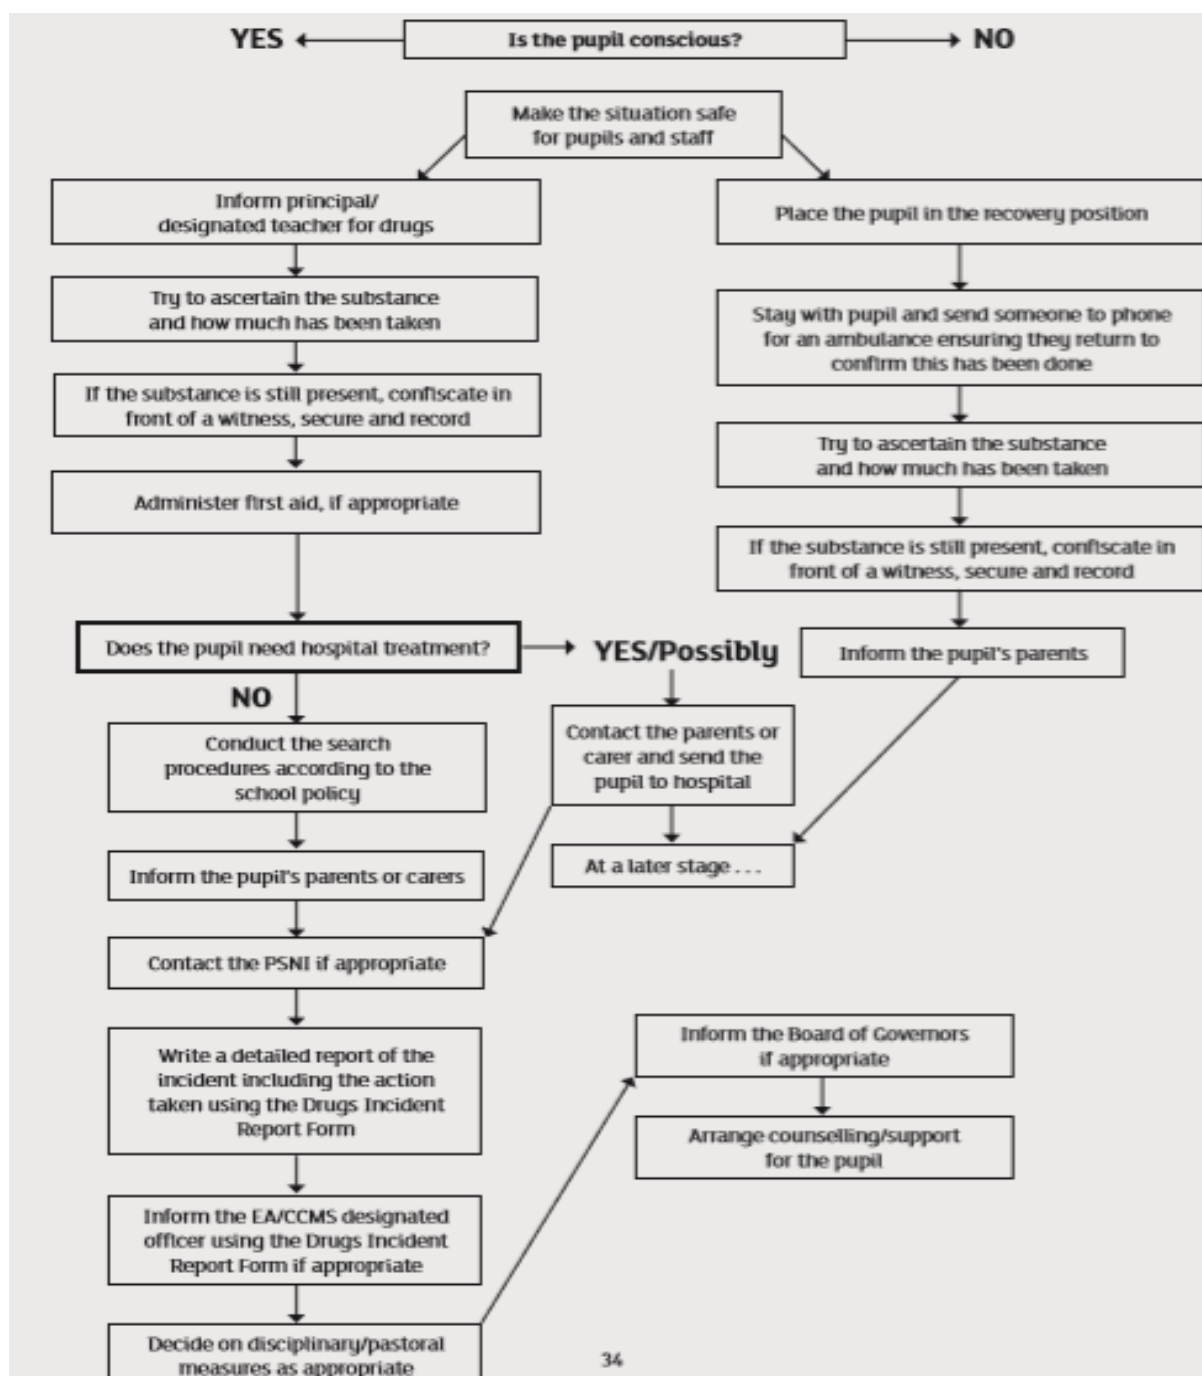 YES
Is the pupil conscious?
NO
Make the situation safe
for pupils and staff
Inform principal/
designated teacher for drugs
Try to ascertain the substance
and how much has been taken
If the substance is still present, confiscate in
front of a witness, secure and record
Administer first aid, if appropriate
Place the pupil in the recovery position
Stay with pupil and send someone to phone
for an ambulance ensuring they return to
confirm this has been done
Try to ascertain the substance
and how much has been taken
If the substance is still present, confiscate in
front of a witness, secure and record
Inform the pupil's parents
Does the pupil need hospital treatment?
YES/Possibly
NO
Contact the parents or
carer and send the
pupil to hospital
At a later stage . . .
Conduct the search
procedures according to the
school policy
Inform the pupil's parents or carers
Contact the PSNI if appropriate
Write a detailed report of the
incident including the action
taken using the Drugs Incident
Report Form
Inform the EA/CCMS designated
officer using the Drugs Incident
Report Form if appropriate
Decide on disciplinary/pastoral
measures as appropriate
Inform the Board of Governors
if appropriate
Arrange counselling/support
for the pupil
34